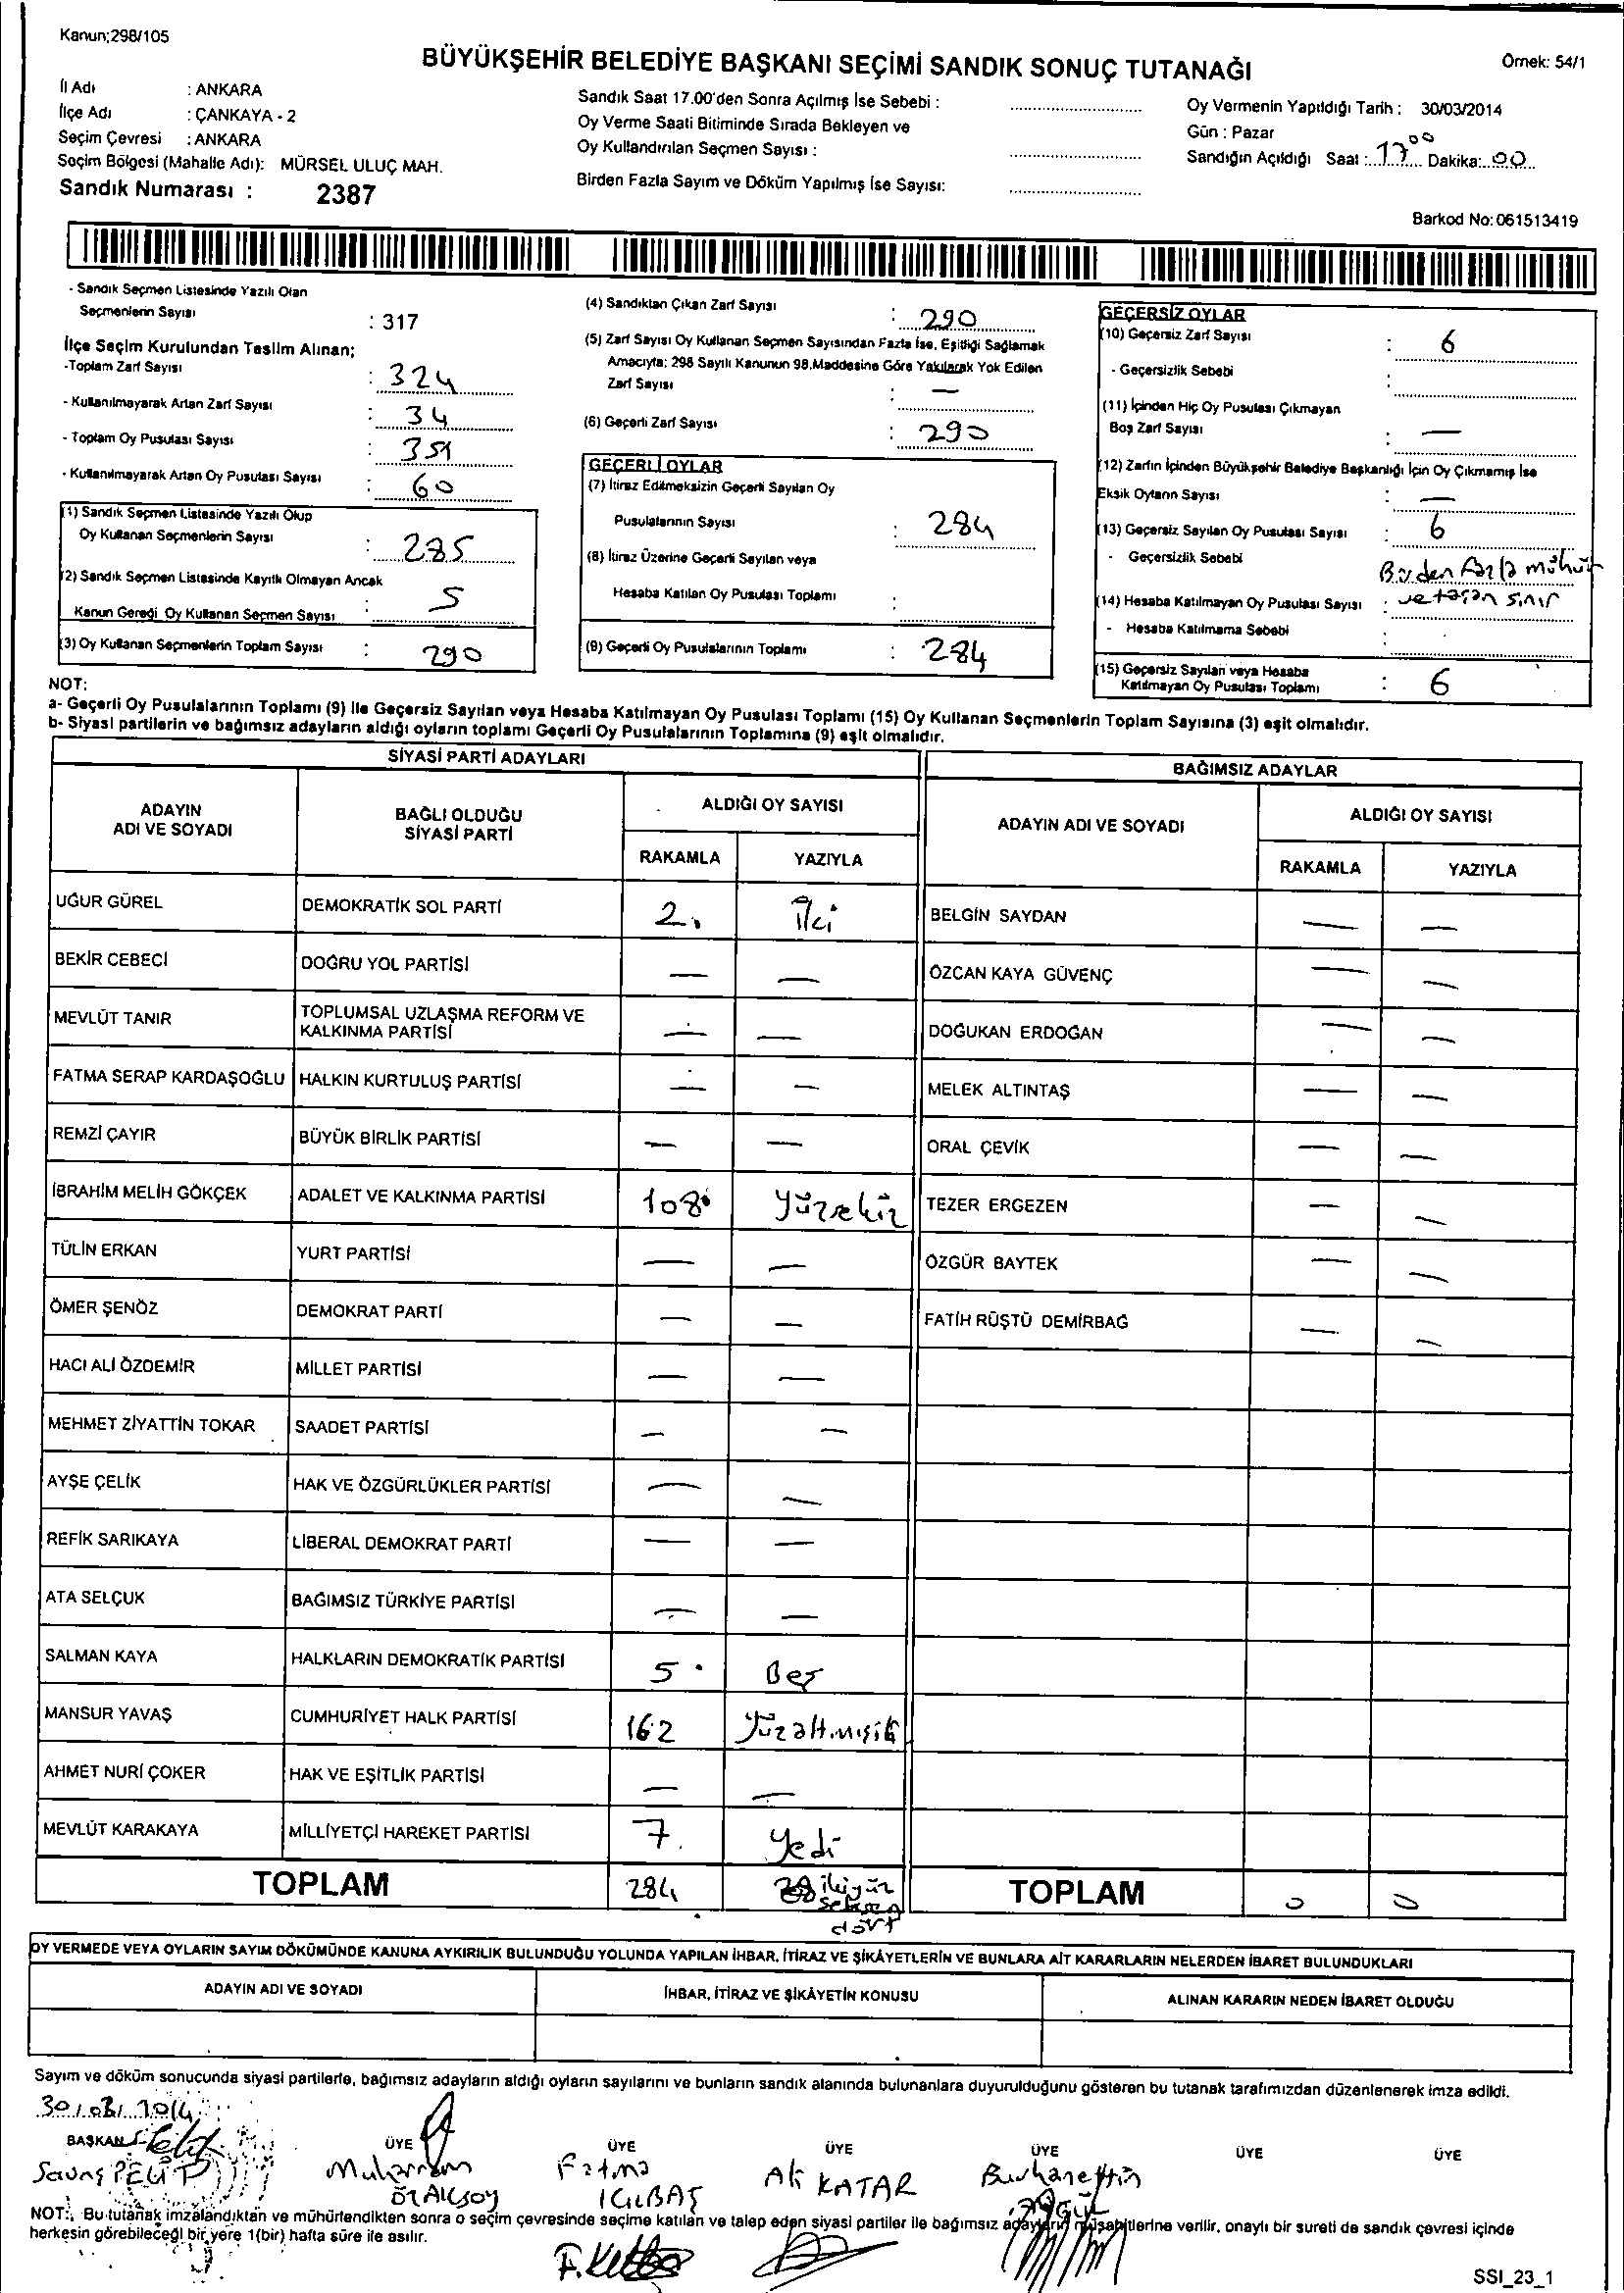 Kanun;298/105
BÜYÜKŞEHİR BELEDİYE BAŞKANI SEÇİMİ SANDIK SONUÇ TUTANAĞI
Örnek: 54/1
İl Adı : ANKARA
İlçe Adı : ÇANKAYA - 2
Seçim Çevresi : ANKARA
Seçim Bölgesi (Mahalle Adı): MÜRSEL ULUÇ MAH.
Sandık Numarası : 2387
Sandık Saat 17.00'den Sonra Açılmış İse Sebebi :
Oy Verme Saati Bitiminde Sırada Bekleyen ve
Oy Kullandırılan Seçmen Sayısı :
Birden Fazla Sayım ve Döküm Yapılmış İse Sayısı:
Oy Vermenin Yapıldığı Tarih : 30/03/2014
Gün : Pazar
Sandığın Açıldığı Saat : 17 00 Dakika: 00
Barkod No: 061513419
- Sandık Seçmen Listesinde Yazılı Olan
Seçmenlerin Sayısı : 317
İlçe Seçim Kurulundan Teslim Alınan;
-Toplam Zarf Sayısı : 324
- Kullanılmayarak Artan Zarf Sayısı : 34
- Toplam Oy Pusulası Sayısı :
- Kullanılmayarak Artan Oy Pusulası Sayısı : 60
(1) Sandık Seçmen Listesinde Yazılı Olup
Oy Kullanan Seçmenlerin Sayısı : 285
(2) Sandık Seçmen Listesinde Kayıtlı Olmayan Ancak
Kanun Gereği Oy Kullanan Seçmen Sayısı : 5
(3) Oy Kullanan Seçmenlerin Toplam Sayısı : 290
(4) Sandıktan Çıkan Zarf Sayısı : 290
(5) Zarf Sayısı Oy Kullanan Seçmen Sayısından Fazla İse, Eşitliği Sağlamak
Amacıyla; 298 Sayılı Kanunun 98.Maddesine Göre Yakılarak Yok Edilen
Zarf Sayısı : —
(6) Geçerli Zarf Sayısı : 290
GEÇERLİ OYLAR
(7) İtiraz Edilmeksizin Geçerli Sayılan Oy
Pusulalarının Sayısı : 284
(8) İtiraz Üzerine Geçerli Sayılan veya
Hesaba Katılan Oy Pusulası Toplamı :
(9) Geçerli Oy Pusulalarının Toplamı : 284
GEÇERSİZ OYLAR
(10) Geçersiz Zarf Sayısı : 6
- Geçersizlik Sebebi :
(11) İçinden Hiç Oy Pusulası Çıkmayan
Boş Zarf Sayısı : —
(12) Zarfın İçinden Büyükşehir Belediye Başkanlığı İçin Oy Çıkmamış İse
Eksik Oyların Sayısı : —
(13) Geçersiz Sayılan Oy Pusulası Sayısı : 6
- Geçersizlik Sebebi Birden fazla mühür
(14) Hesaba Katılmayan Oy Pusulası Sayısı : ve taşan sınır
- Hesaba Katılmama Sebebi :
(15) Geçersiz Sayılan veya Hesaba
Katılmayan Oy Pusulası Toplamı : 6
NOT:
a- Geçerli Oy Pusulalarının Toplamı (9) ile Geçersiz Sayılan veya Hesaba Katılmayan Oy Pusulası Toplamı (15) Oy Kullanan Seçmenlerin Toplam Sayısına (3) eşit olmalıdır.
b- Siyasi partilerin ve bağımsız adayların aldığı oyların toplamı Geçerli Oy Pusulalarının Toplamına (9) eşit olmalıdır.
SİYASİ PARTİ ADAYLARI
ADAYIN ADI VE SOYADI BAĞLI OLDUĞU SİYASİ PARTİ ALDIĞI OY SAYISI
RAKAMLA YAZIYLA
UĞUR GÜREL DEMOKRATİK SOL PARTİ 2 İki
BEKİR CEBECİ DOĞRU YOL PARTİSİ — —
MEVLÜT TANIR TOPLUMSAL UZLAŞMA REFORM VE
KALKINMA PARTİSİ — —
FATMA SERAP KARDAŞOĞLU HALKIN KURTULUŞ PARTİSİ — —
REMZİ ÇAYIR BÜYÜK BİRLİK PARTİSİ — —
İBRAHİM MELİH GÖKÇEK ADALET VE KALKINMA PARTİSİ 108 Yüzsekiz
TÜLİN ERKAN YURT PARTİSİ — —
ÖMER ŞENÖZ DEMOKRAT PARTİ — —
HACI ALİ ÖZDEMİR MİLLET PARTİSİ — —
MEHMET ZİYATTİN TOKAR SAADET PARTİSİ — —
AYŞE ÇELİK HAK VE ÖZGÜRLÜKLER PARTİSİ — —
REFİK SARIKAYA LİBERAL DEMOKRAT PARTİ — —
ATA SELÇUK BAĞIMSIZ TÜRKİYE PARTİSİ — —
SALMAN KAYA HALKLARIN DEMOKRATİK PARTİSİ 5 Beş
MANSUR YAVAŞ CUMHURİYET HALK PARTİSİ 162 Yüzaltmışiki
AHMET NURİ ÇOKER HAK VE EŞİTLİK PARTİSİ — —
MEVLÜT KARAKAYA MİLLİYETÇİ HAREKET PARTİSİ 7 Yedi
TOPLAM 284 ikiyüz
seksen
dört
BAĞIMSIZ ADAYLAR
ADAYIN ADI VE SOYADI ALDIĞI OY SAYISI
RAKAMLA YAZIYLA
BELGİN SAYDAN — —
ÖZCAN KAYA GÜVENÇ — —
DOĞUKAN ERDOĞAN — —
MELEK ALTINTAŞ — —
ORAL ÇEVİK — —
TEZER ERGEZEN — —
ÖZGÜR BAYTEK — —
FATİH RÜŞTÜ DEMİRBAĞ — —
TOPLAM 0 0
OY VERMEDE VEYA OYLARIN SAYIM DÖKÜMÜNDE KANUNA AYKIRILIK BULUNDUĞU YOLUNDA YAPILAN İHBAR, İTİRAZ VE ŞİKÂYETLERİN VE BUNLARA AİT KARARLARIN NELERDEN İBARET BULUNDUKLARI
ADAYIN ADI VE SOYADI İHBAR, İTİRAZ VE ŞİKÂYETİN KONUSU ALINAN KARARIN NEDEN İBARET OLDUĞU
Sayım ve döküm sonucunda siyasi partilerle, bağımsız adayların aldığı oyların sayılarını ve bunların sandık alanında bulunanlara duyurulduğunu gösteren bu tutanak tarafımızdan düzenlenerek imza edildi.
30/03/2014
BAŞKAN ÜYE ÜYE ÜYE ÜYE ÜYE ÜYE
Savaş PELİT Muharrem Fatma Ali KATAR Burhanettin
ÖZAKSOY
NOT: Bu tutanak imzalandıktan ve mühürlendikten sonra o seçim çevresinde seçime katılan ve talep eden siyasi partiler ile bağımsız adayların müşahitlerine verilir, onaylı bir sureti de sandık çevresi içinde
herkesin görebileceği bir yere 1(bir) hafta süre ile asılır.
SSI_23_1